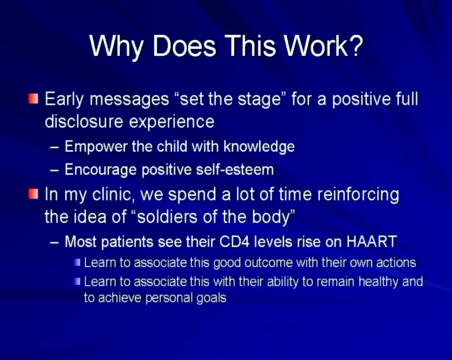 Why Does This Work?
Early messages “set the stage” for a positive full
disclosure experience
– Empower the child with knowledge
– Encourage positive self-esteem
In my clinic, we spend a lot of time reinforcing
the idea of “soldiers of the body”
– Most patients see their CD4 levels rise on HAART
Learn to associate this good outcome with their own actions
Learn to associate this with their ability to remain healthy and
to achieve personal goals